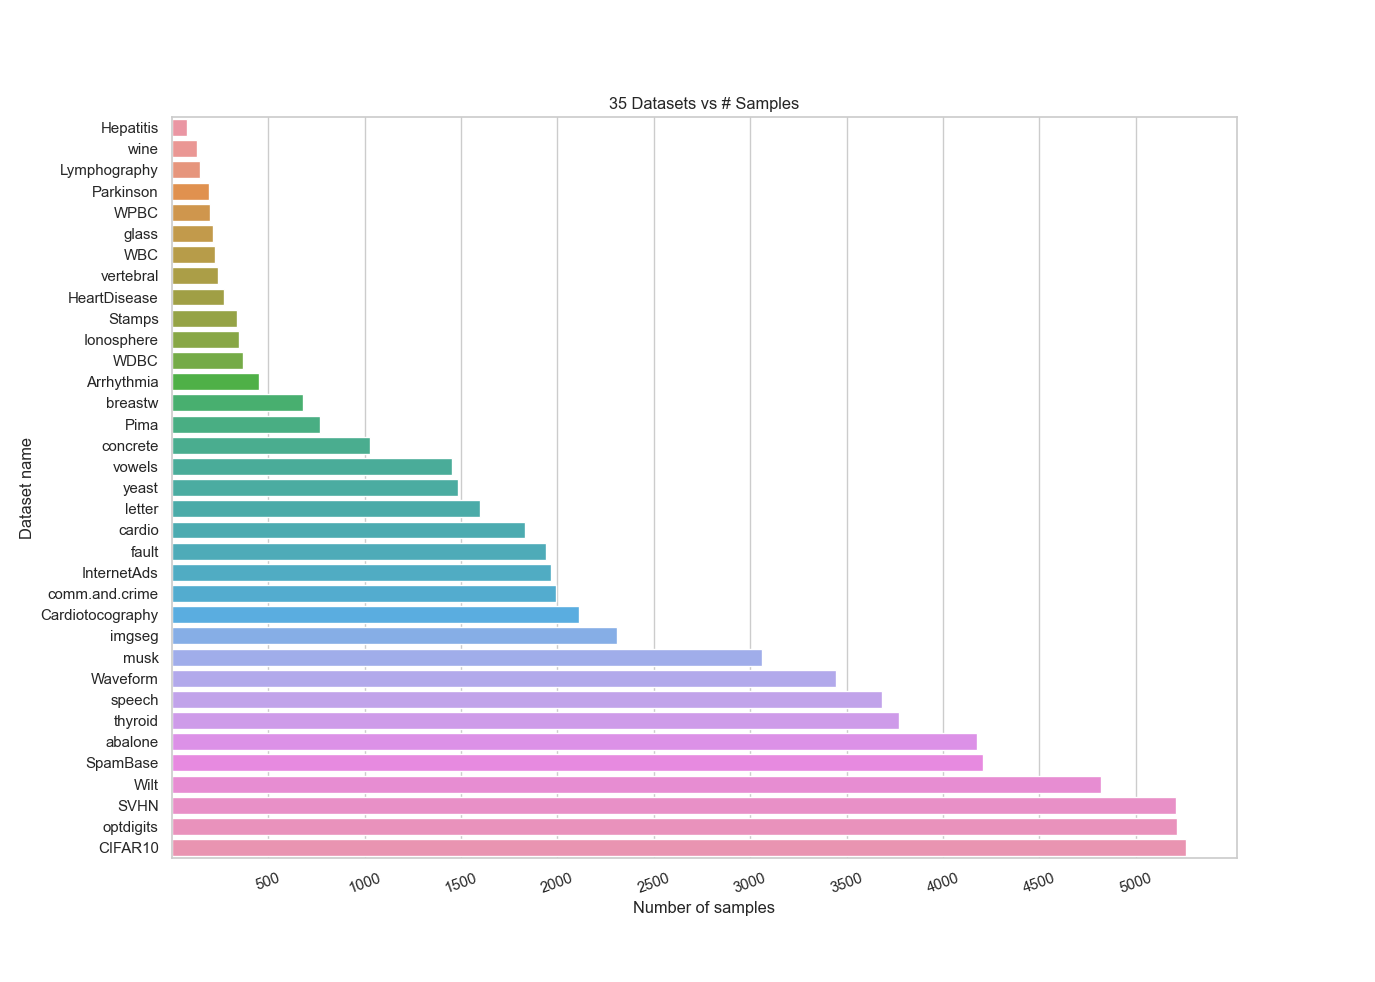 35 Datasets vs # Samples
Dataset name
Hepatitis
wine
Lymphography
Parkinson
WPBC
glass
WBC
vertebral
HeartDisease
Stamps
Ionosphere
WDBC
Arrhythmia
breastw
Pima
concrete
vowels
yeast
letter
cardio
fault
InternetAds
comm.and.crime
Cardiotocography
imgseg
musk
Waveform
speech
thyroid
abalone
SpamBase
Wilt
SVHN
optdigits
CIFAR10
500 1000 1500 2000 2500 3000 3500 4000 4500 5000
Number of samples